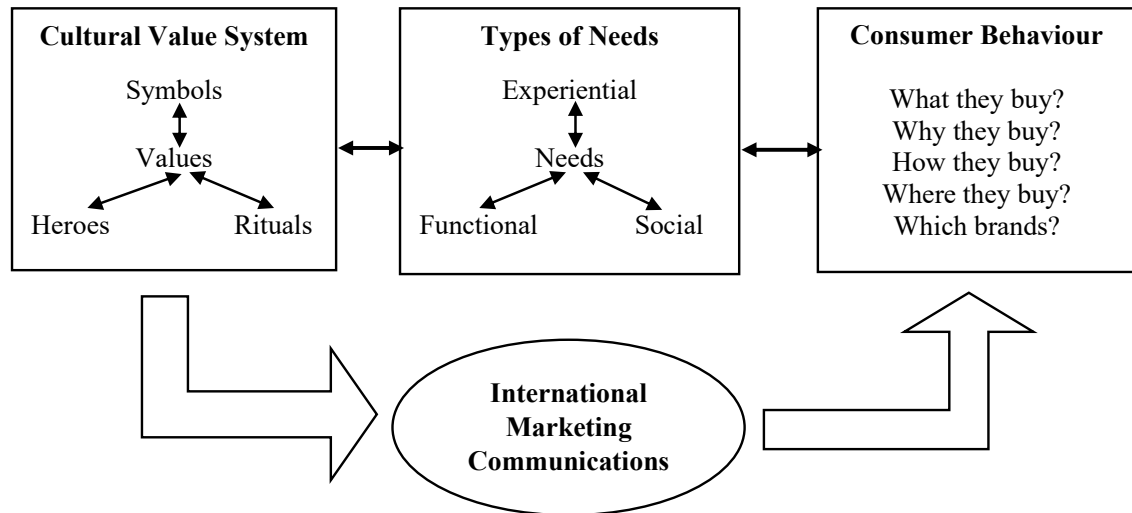 Cultural Value System
Symbols
Values
Heroes
Rituals
Types of Needs
Experiential
Needs
Functional
Social
Consumer Behaviour
What they buy?
Why they buy?
How they buy?
Where they buy?
Which brands?
International
Marketing
Communications